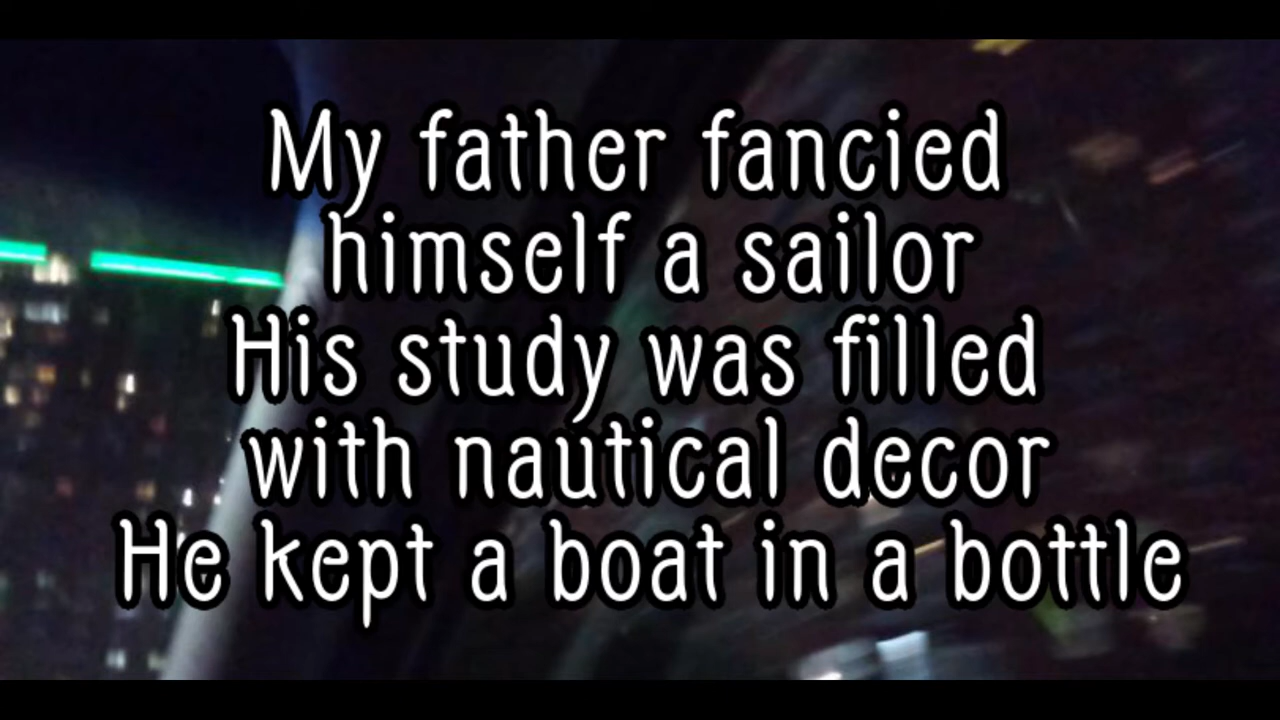 My father fancied
himself a sailor
His study was filled
with nautical decor
He kept a boat in a bottle